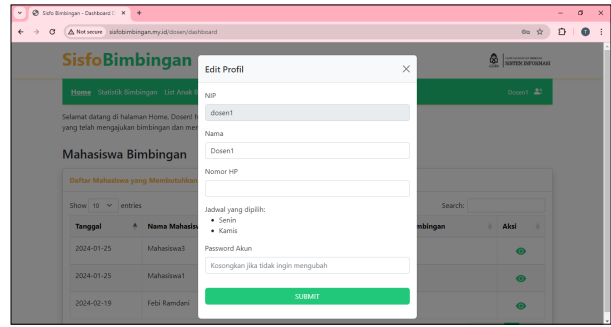 Sisfo Bimbingan - Dashboard D
Not secure sisfobimbingan.my.id/dosen/dashboard
SisfoBimbingan
SISTEM INFORMASI
Home Statistik Bimbingan List Anak
Dosen1
Selamat datang di halaman Home, Dosen!
yang telah mengajukan bimbingan dan
Mahasiswa Bimbingan
Daftar Mahasiswa yang Membutuhkan
Show 10 entries
Search:
Tanggal Nama Mahasisw mbingan Aksi
2024-01-25 Mahasiswa3
2024-01-25 Mahasiswa1
2024-02-19 Febi Ramdani
Edit Profil
NIP
dosen1
Nama
Dosen1
Nomor HP
Jadwal yang dipilih:
• Senin
• Kamis
Password Akun
Kosongkan jika tidak ingin mengubah
SUBMIT